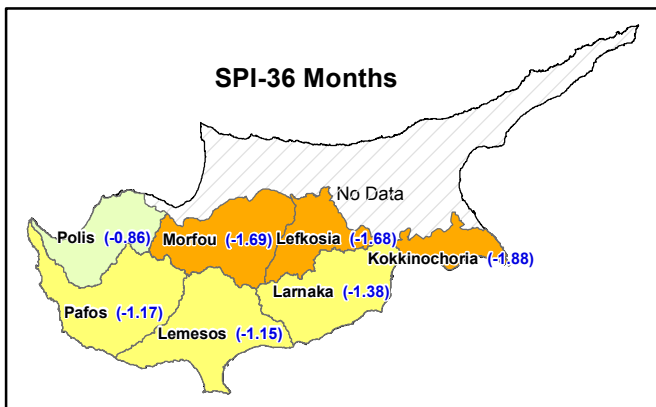 SPI-36 Months
No Data
Polis (-0.86)
Morfou (-1.69)
Lefkosia (-1.68)
Kokkinochoria (-1.88)
Larnaka (-1.38)
Pafos (-1.17)
Lemesos (-1.15)